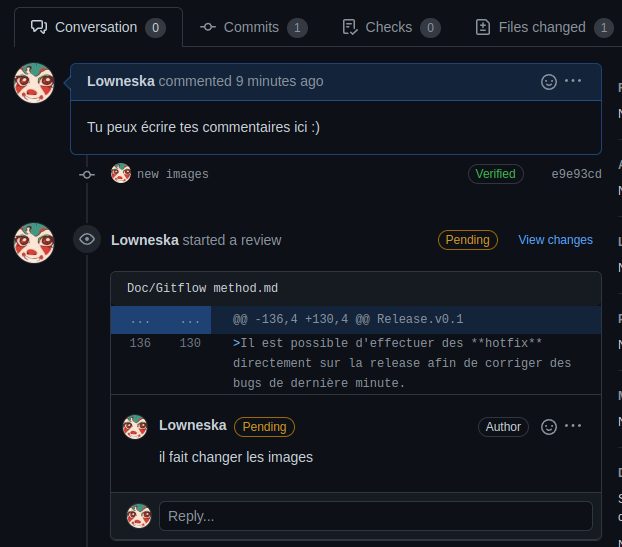 Conversation 0 Commits 1 Checks 0 Files changed 1
Lowneska commented 9 minutes ago
Tu peux écrire tes commentaires ici :)
new images Verified e9e93cd
Lowneska started a review Pending View changes
Doc/Gitflow method.md
... ... @@ -136,4 +130,4 @@ Release.v0.1
136 130 >Il est possible d'effectuer des **hotfix**
directement sur la release afin de corriger des
bugs de dernière minute.
Lowneska Pending Author
il fait changer les images
Reply...